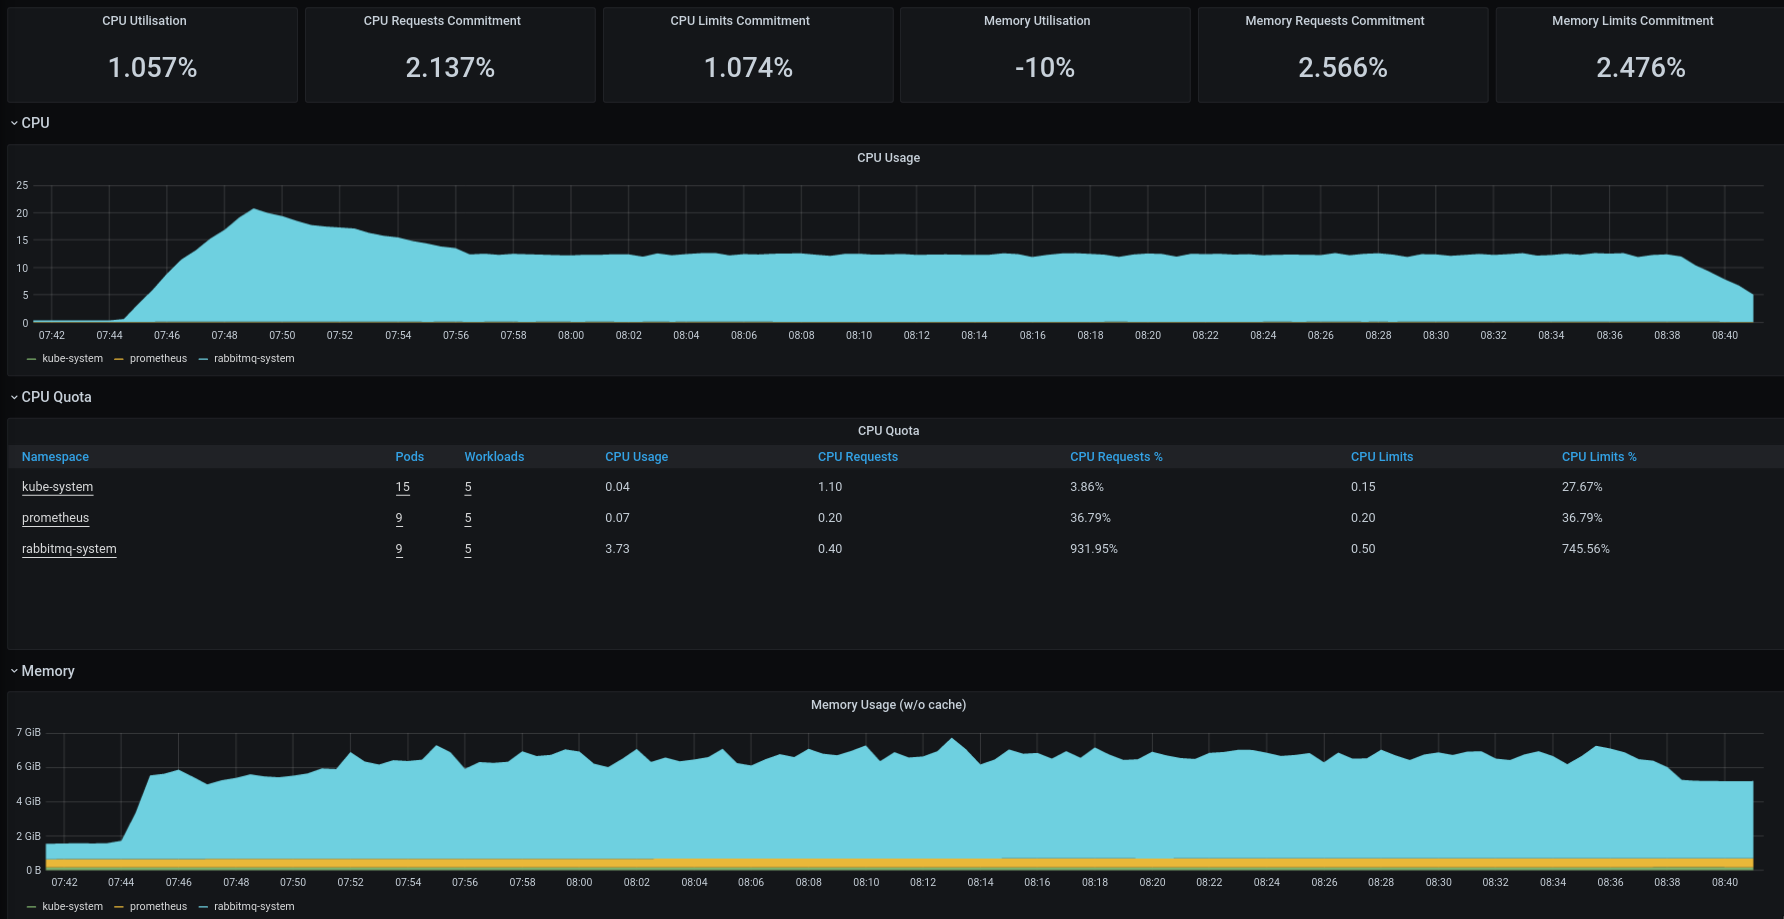 CPU Utilisation CPU Requests Commitment CPU Limits Commitment Memory Utilisation Memory Requests Commitment Memory Limits Commitment
1.057% 2.137% 1.074% -10% 2.566% 2.476%
CPU
CPU Usage
25
20
15
10
5
0
07:42 07:44 07:46 07:48 07:50 07:52 07:54 07:56 07:58 08:00 08:02 08:04 08:06 08:08 08:10 08:12 08:14 08:16 08:18 08:20 08:22 08:24 08:26 08:28 08:30 08:32 08:34 08:36 08:38 08:40
kube-system prometheus rabbitmq-system
CPU Quota
CPU Quota
Namespace Pods Workloads CPU Usage CPU Requests CPU Requests % CPU Limits CPU Limits %
kube-system 15 5 0.04 1.10 3.86% 0.15 27.67%
prometheus 9 5 0.07 0.20 36.79% 0.20 36.79%
rabbitmq-system 9 5 3.73 0.40 931.95% 0.50 745.56%
Memory
Memory Usage (w/o cache)
7 GiB
6 GiB
4 GiB
2 GiB
0 B
07:42 07:44 07:46 07:48 07:50 07:52 07:54 07:56 07:58 08:00 08:02 08:04 08:06 08:08 08:10 08:12 08:14 08:16 08:18 08:20 08:22 08:24 08:26 08:28 08:30 08:32 08:34 08:36 08:38 08:40
kube-system prometheus rabbitmq-system